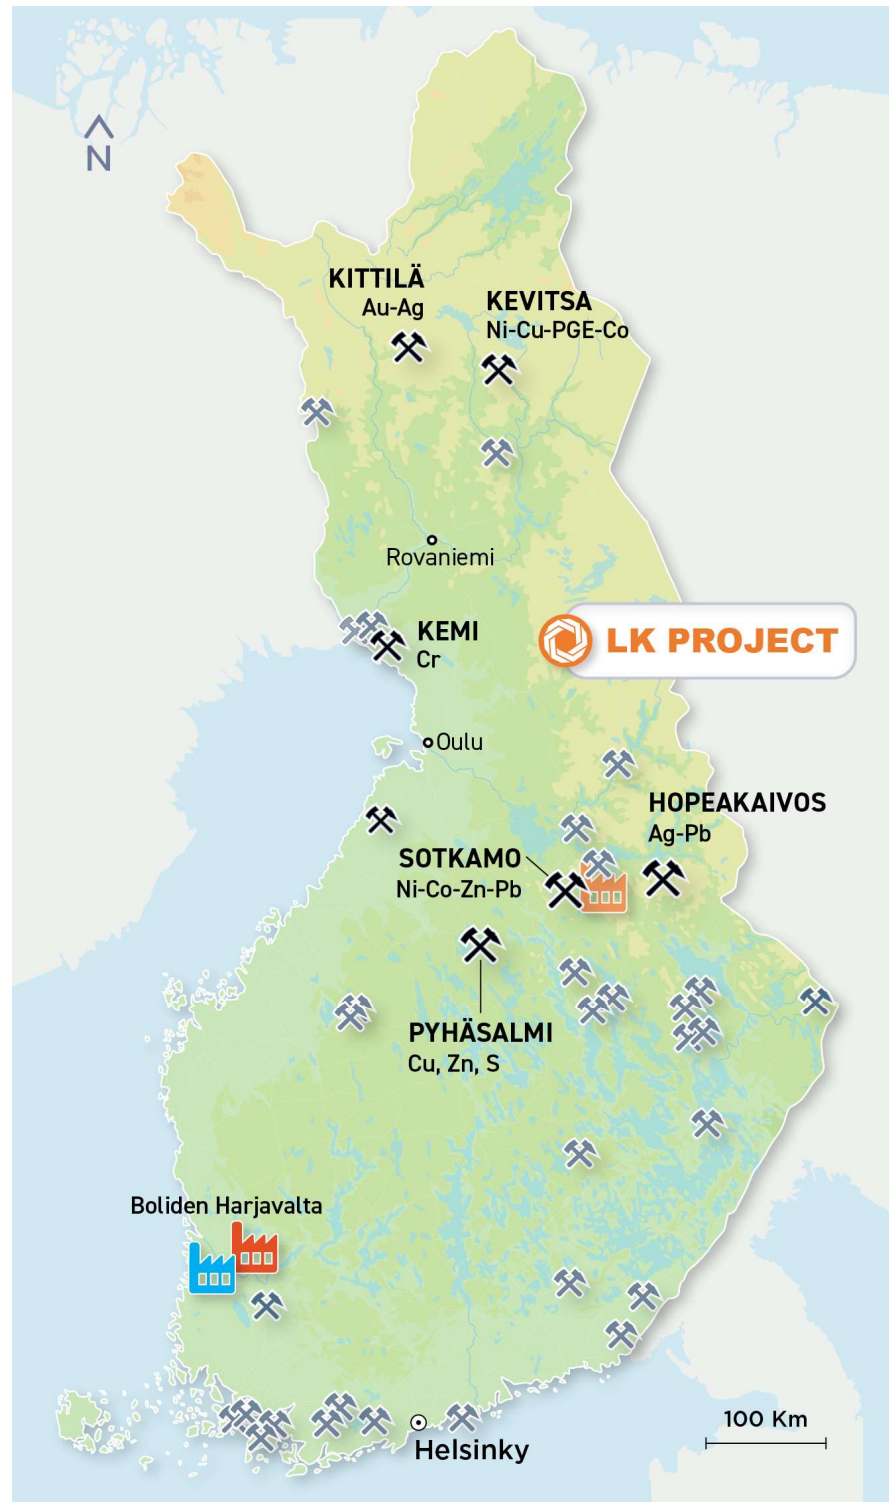 N
KITTILÄ
Au-Ag
KEVITSA
Ni-Cu-PGE-Co
Rovaniemi
KEMI
Cr
LK PROJECT
Oulu
HOPEAKAIVOS
Ag-Pb
SOTKAMO
Ni-Co-Zn-Pb
PYHÄSALMI
Cu, Zn, S
Boliden Harjavalta
100 Km
Helsinky